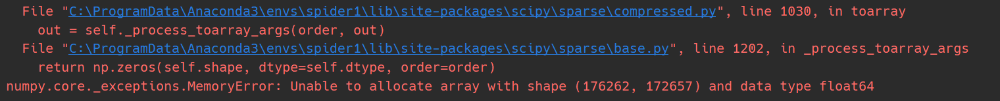 File "C:\ProgramData\Anaconda3\envs\spider1\lib\site-packages\scipy\sparse\compressed.py", line 1030, in toarray
out = self._process_toarray_args(order, out)
File "C:\ProgramData\Anaconda3\envs\spider1\lib\site-packages\scipy\sparse\base.py", line 1202, in _process_toarray_args
return np.zeros(self.shape, dtype=self.dtype, order=order)
numpy.core._exceptions.MemoryError: Unable to allocate array with shape (176262, 172657) and data type float64